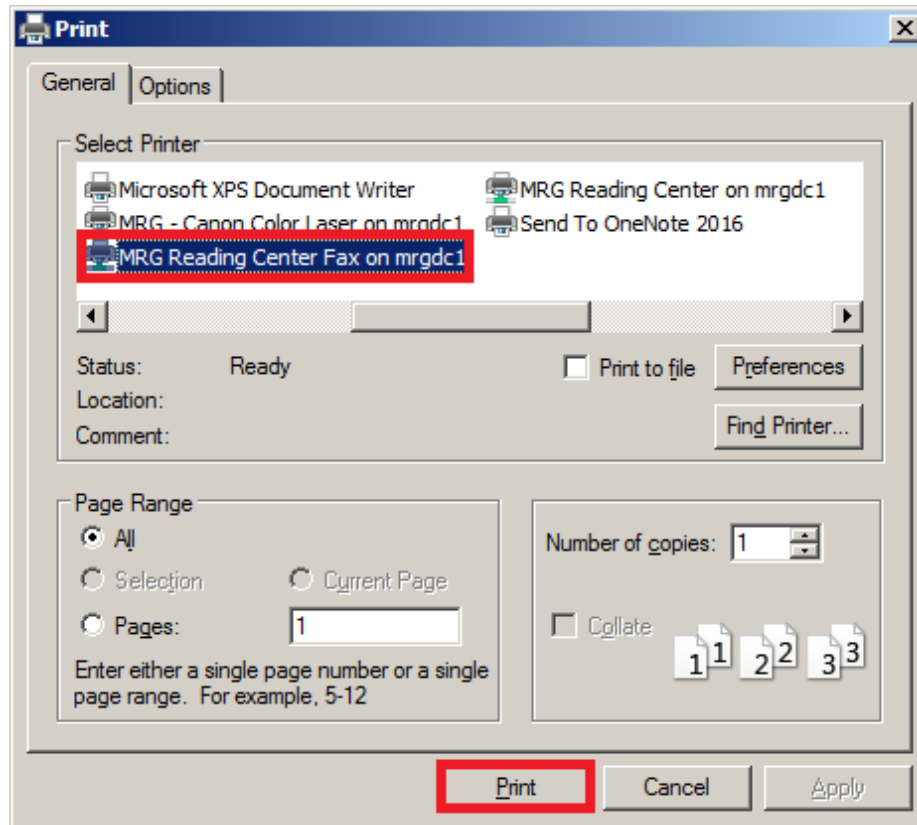 Print
General
Options
Select Printer
Microsoft XPS Document Writer
MRG Reading Center on mrgdc1
MRG - Canon Color Laser on mrgdc1
Send To OneNote 2016
MRG Reading Center Fax on mrgdc1
Status: Ready
Print to file
Preferences
Location:
Comment:
Find Printer...
Page Range
All
Selection
Current Page
Pages: 1
Enter either a single page number or a single
page range. For example, 5-12
Number of copies: 1
Collate
1 1 2 2 3 3
Print
Cancel
Apply